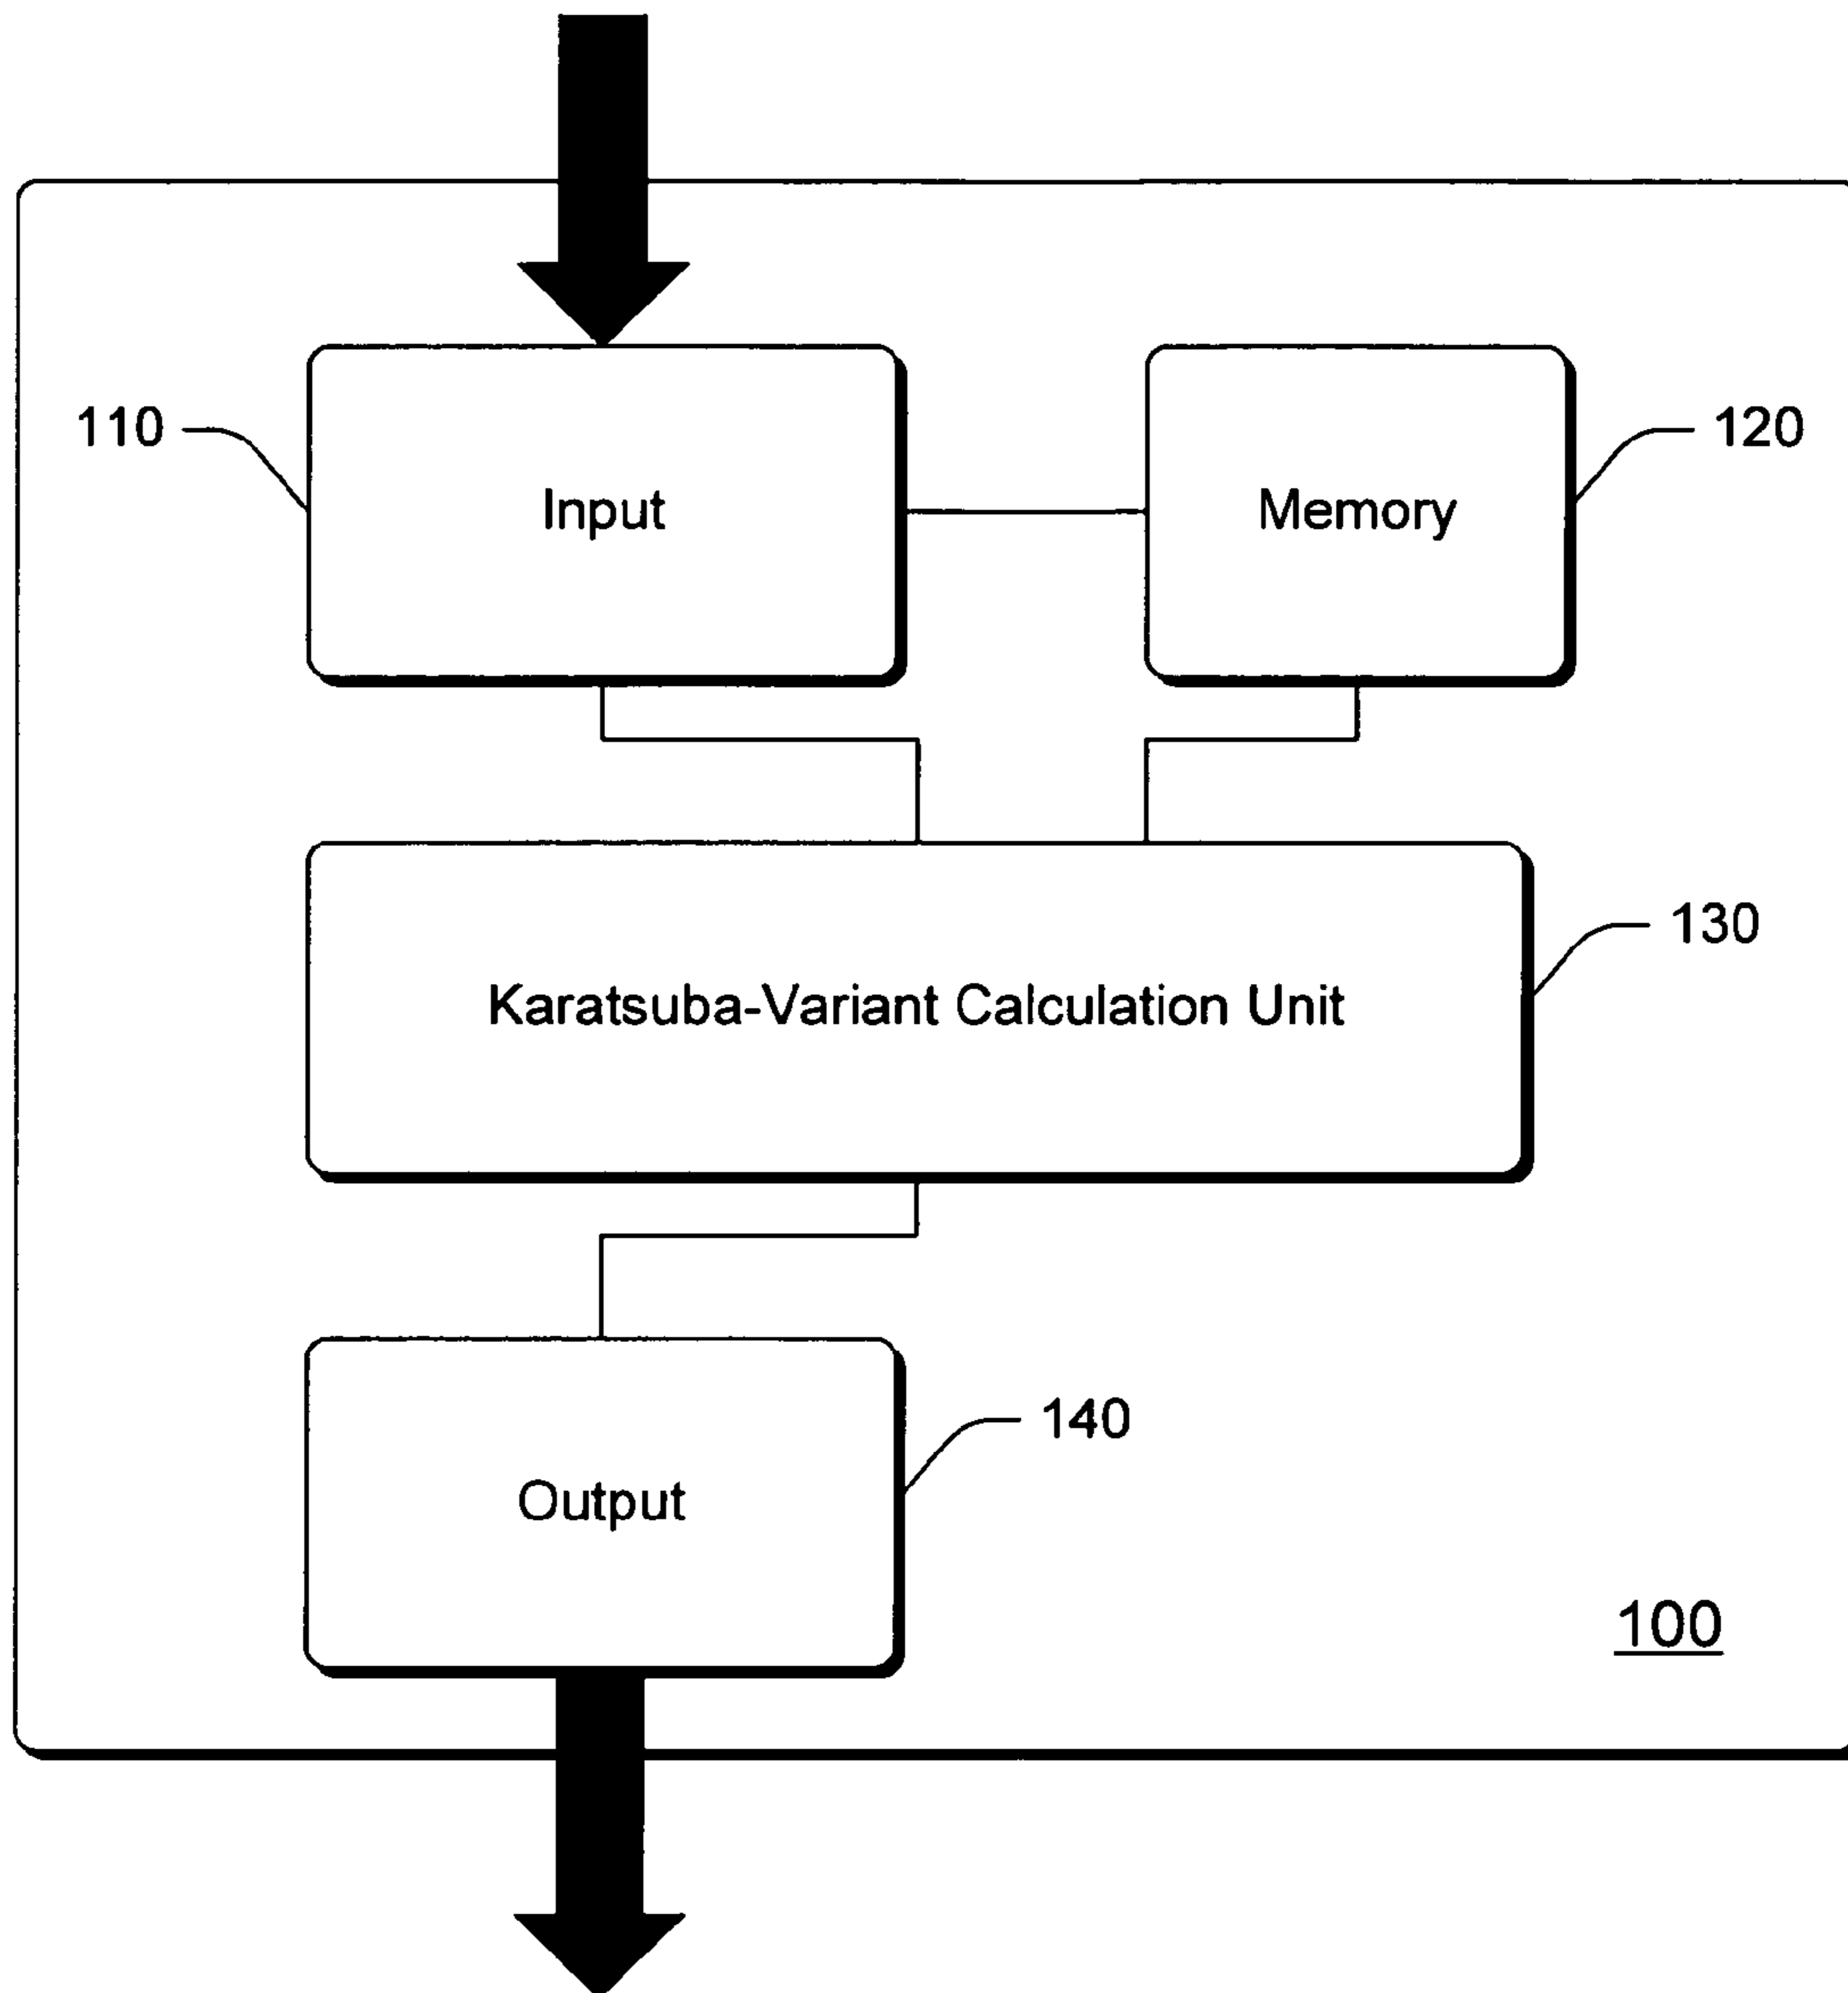 110
Input
Memory
120
Karatsuba-Variant Calculation Unit
130
140
Output
100